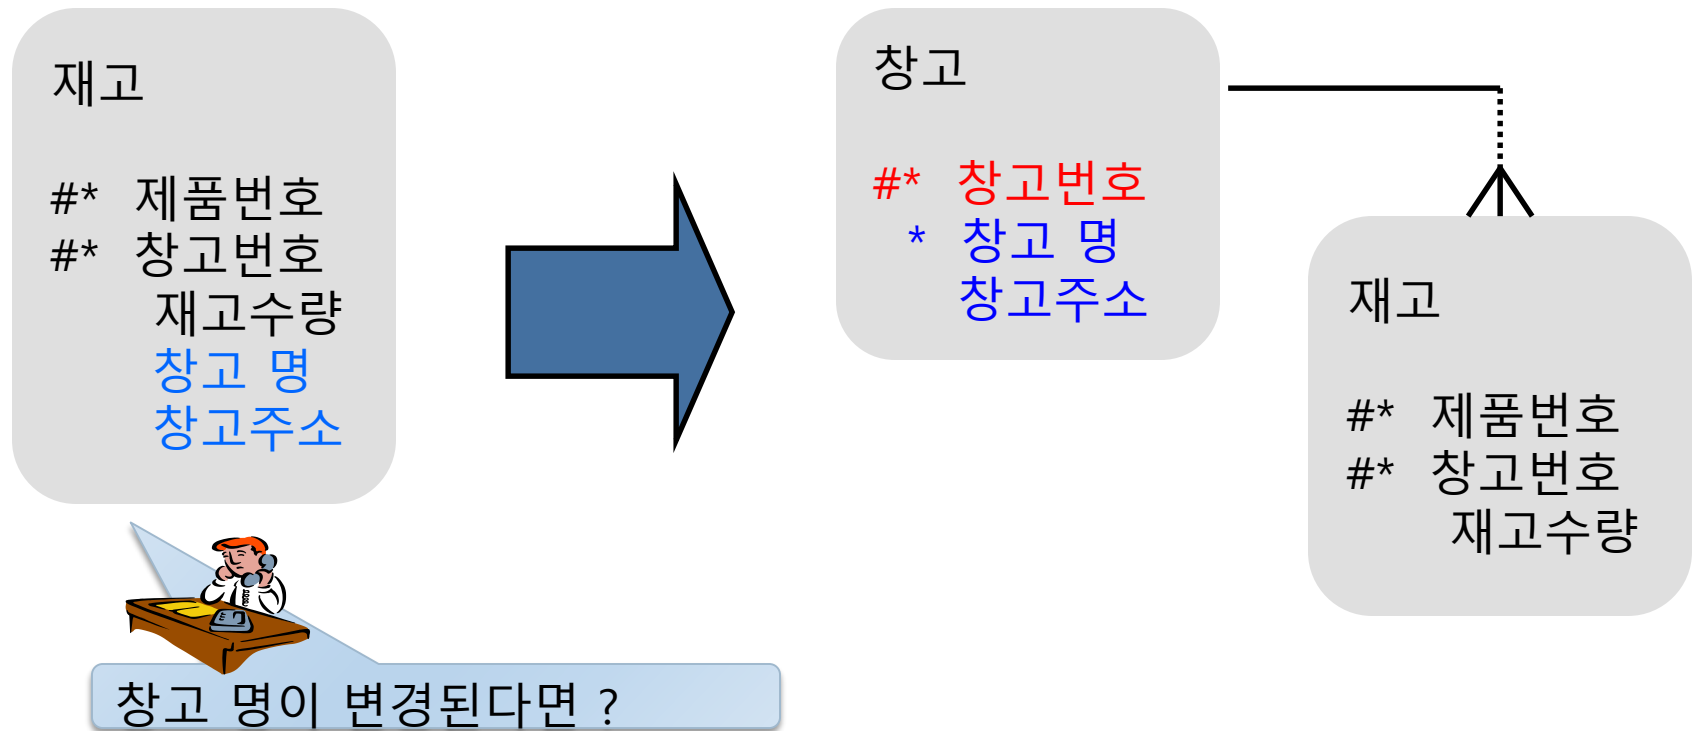 재고
#* 제품번호
#* 창고번호
재고수량
창고 명
창고주소
창고 명이 변경된다면 ?
창고
#* 창고번호
* 창고 명
창고주소
재고
#* 제품번호
#* 창고번호
재고수량